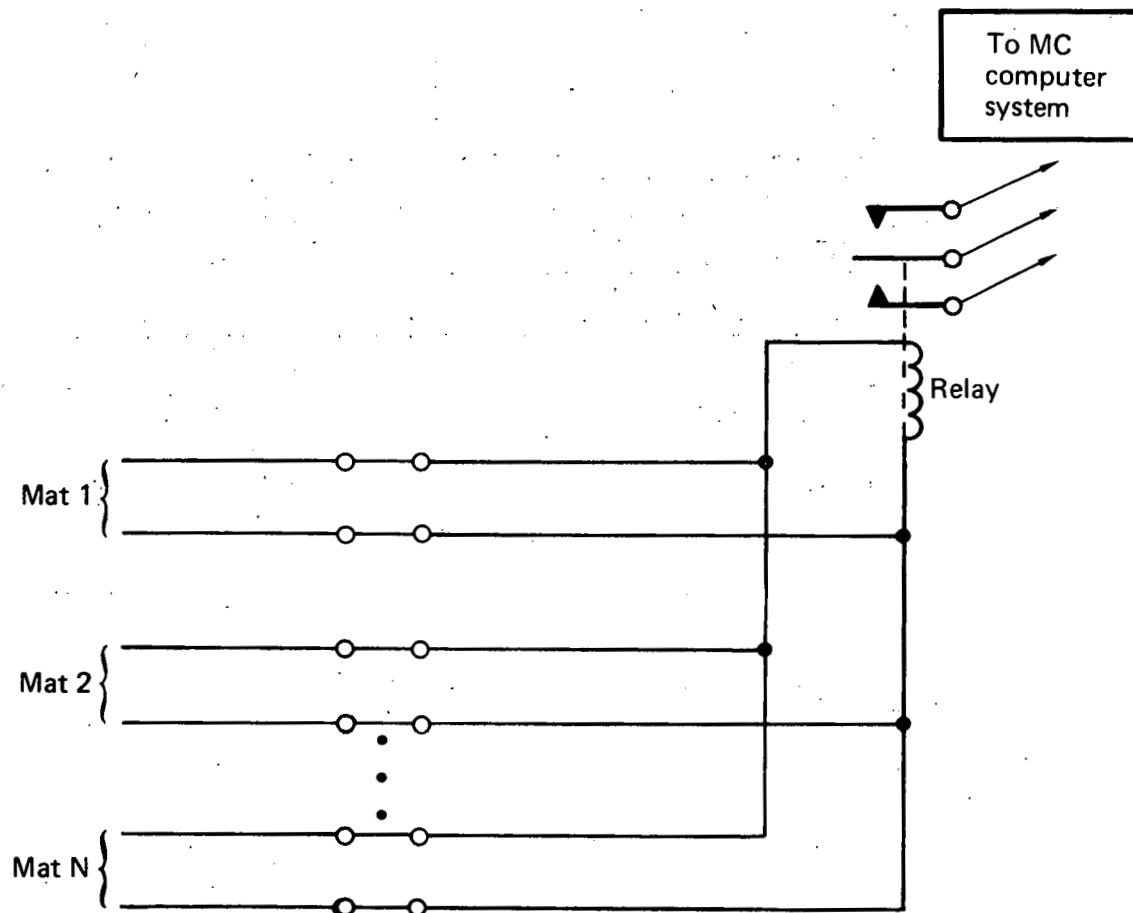 To MC
computer
system
Relay
Mat 1
Mat 2
Mat N